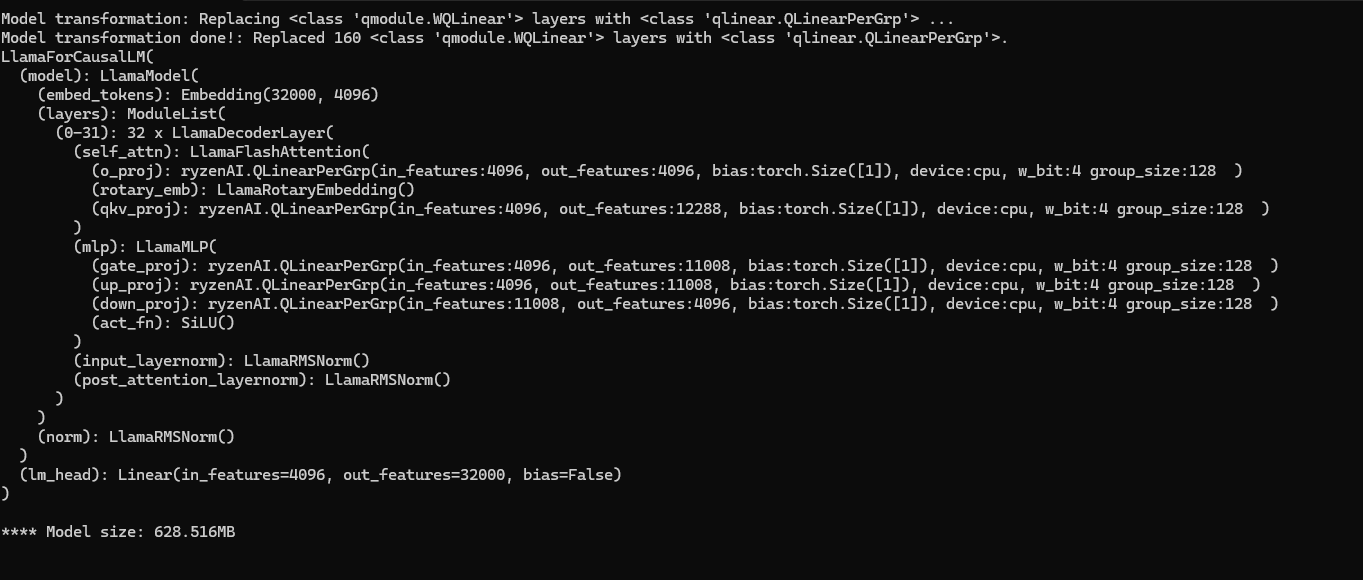 Model transformation: Replacing <class 'qmodule.WQLinear'> layers with <class 'qlinear.QLinearPerGrp'> ...
Model transformation done!: Replaced 160 <class 'qmodule.WQLinear'> layers with <class 'qlinear.QLinearPerGrp'>.
LlamaForCausalLM(
  (model): LlamaModel(
    (embed_tokens): Embedding(32000, 4096)
    (layers): ModuleList(
      (0-31): 32 x LlamaDecoderLayer(
        (self_attn): LlamaFlashAttention(
          (o_proj): ryzenAI.QLinearPerGrp(in_features:4096, out_features:4096, bias:torch.Size([1]), device:cpu, w_bit:4 group_size:128  )
          (rotary_emb): LlamaRotaryEmbedding()
          (qkv_proj): ryzenAI.QLinearPerGrp(in_features:4096, out_features:12288, bias:torch.Size([1]), device:cpu, w_bit:4 group_size:128  )
        )
        (mlp): LlamaMLP(
          (gate_proj): ryzenAI.QLinearPerGrp(in_features:4096, out_features:11008, bias:torch.Size([1]), device:cpu, w_bit:4 group_size:128  )
          (up_proj): ryzenAI.QLinearPerGrp(in_features:4096, out_features:11008, bias:torch.Size([1]), device:cpu, w_bit:4 group_size:128  )
          (down_proj): ryzenAI.QLinearPerGrp(in_features:11008, out_features:4096, bias:torch.Size([1]), device:cpu, w_bit:4 group_size:128  )
          (act_fn): SiLU()
        )
        (input_layernorm): LlamaRMSNorm()
        (post_attention_layernorm): LlamaRMSNorm()
      )
    )
    (norm): LlamaRMSNorm()
  )
  (lm_head): Linear(in_features=4096, out_features=32000, bias=False)
)
**** Model size: 628.516MB